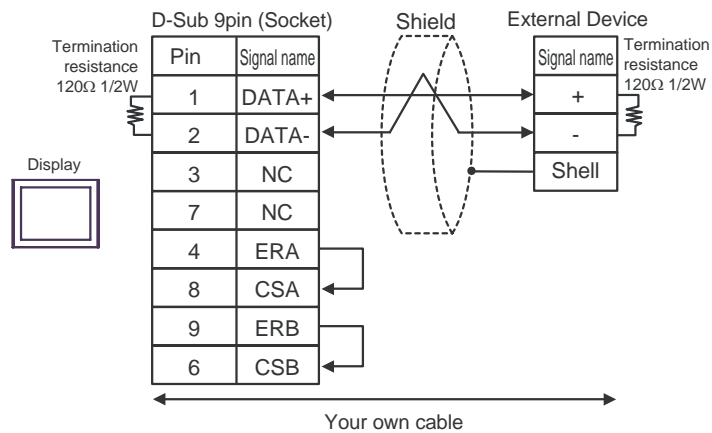 D-Sub 9pin (Socket)
Shield
External Device
Termination
resistance
120Ω 1/2W
Pin Signal name
Signal name
Termination
resistance
120Ω 1/2W
1 DATA+
+
2 DATA-
-
Display
3 NC
Shell
7 NC
4 ERA
8 CSA
9 ERB
6 CSB
Your own cable